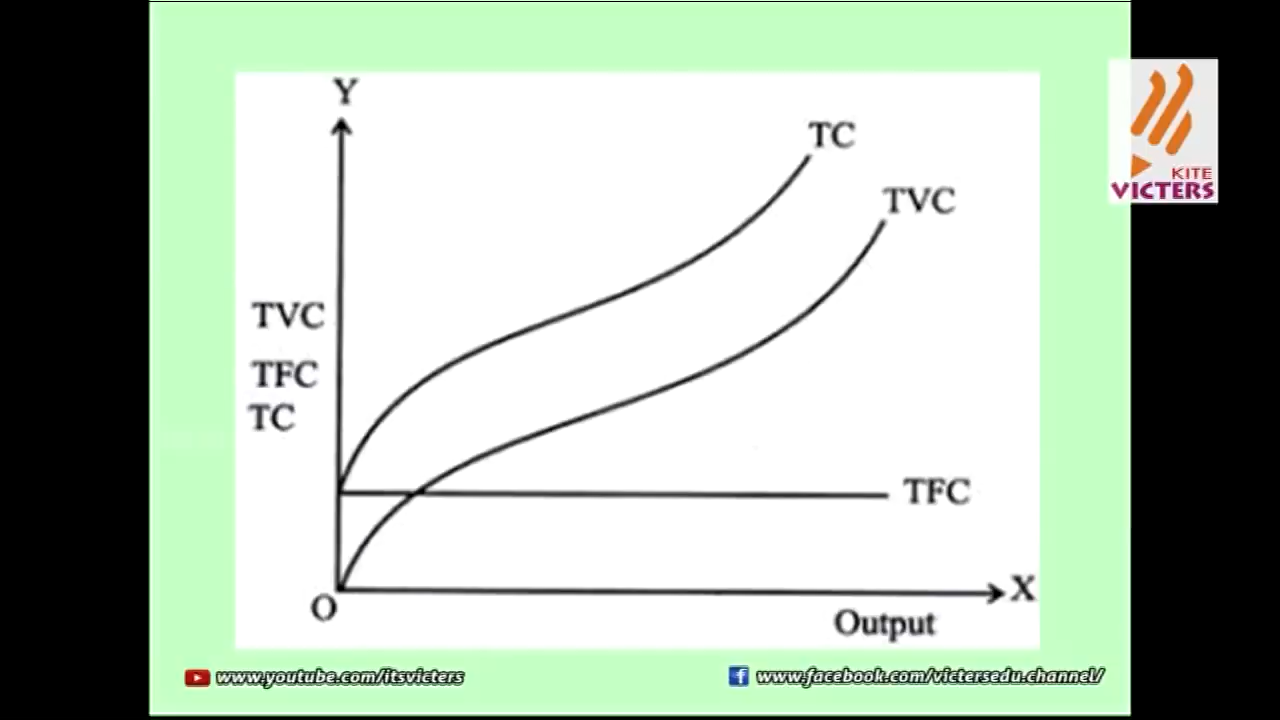 Y
TC
TVC
KITE
VICTERS
TVC
TFC
TC
TFC
O
X
Output
www.youtube.com/itsvicters
www.facebook.com/victersedu.channel/